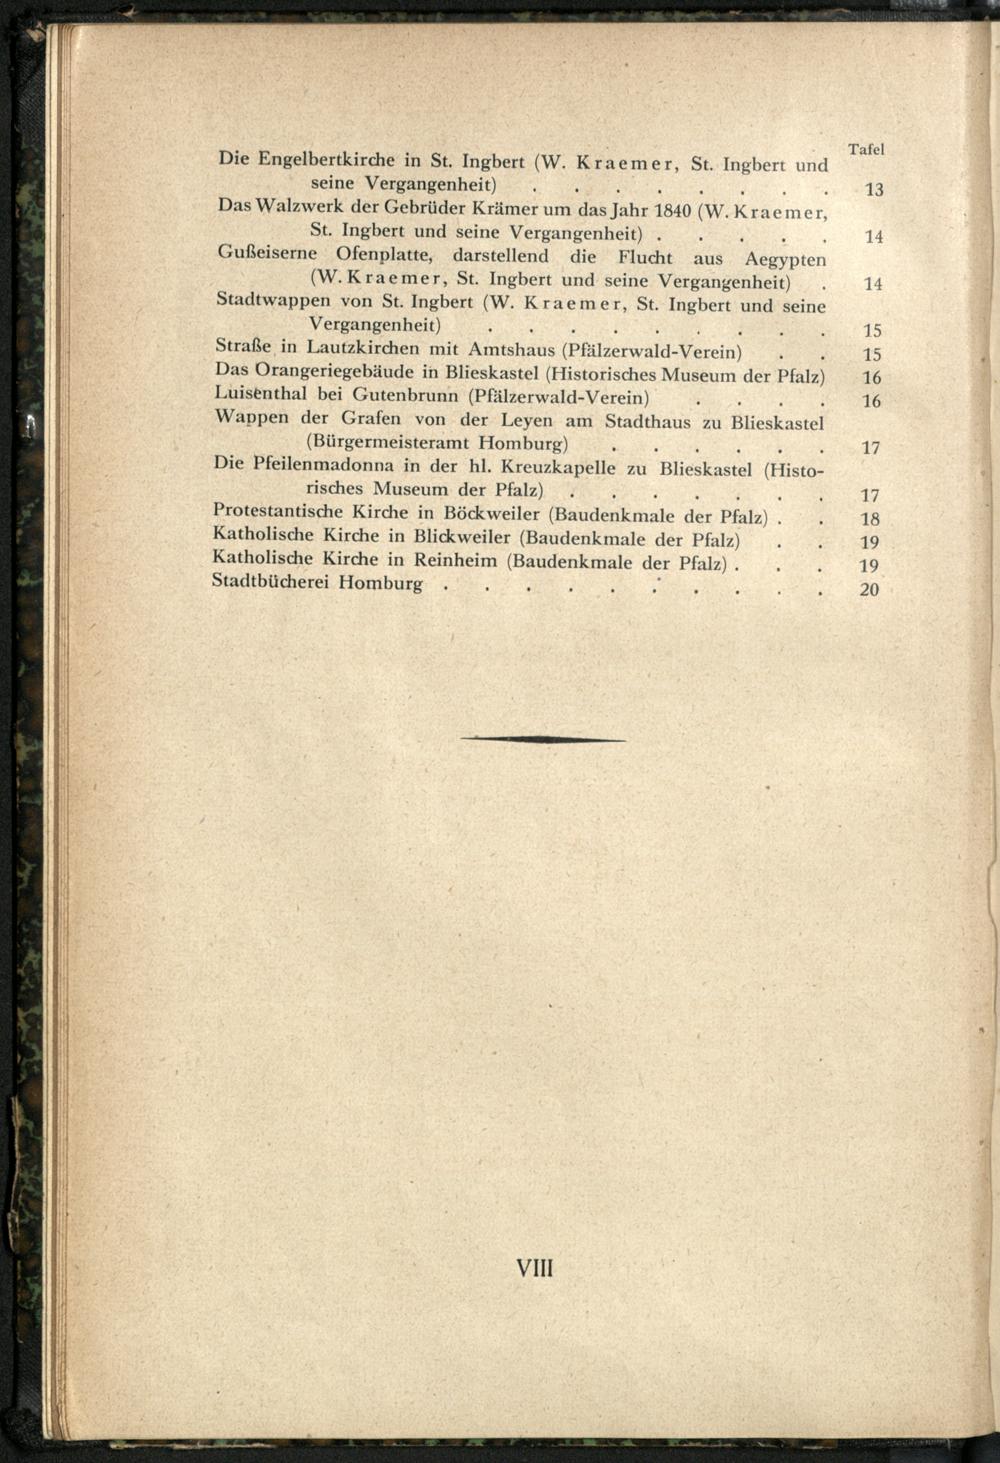 Tafel
Die Engelbertkirche in St. Ingbert (W. Kraemer, St. Ingbert und
seine Vergangenheit) . . . . . . . . 13
Das Walzwerk der Gebrüder Krämer um das Jahr 1840 (W. Kraemer,
St. Ingbert und seine Vergangenheit) . . . . . 14
Gußeiserne Ofenplatte, darstellend die Flucht aus Aegypten
(W. Kraemer, St. Ingbert und seine Vergangenheit) . 14
Stadtwappen von St. Ingbert (W. Kraemer, St. Ingbert und seine
Vergangenheit) . . . . . . . . . 15
Straße in Lautzkirchen mit Amtshaus (Pfälzerwald-Verein) . . 15
Das Orangeriegebäude in Blieskastel (Historisches Museum der Pfalz) 16
Luisenthal bei Gutenbrunn (Pfälzerwald-Verein) . . . . 16
Wappen der Grafen von der Leyen am Stadthaus zu Blieskastel
(Bürgermeisteramt Homburg) . . . . . . 17
Die Pfeilenmadonna in der hl. Kreuzkapelle zu Blieskastel (Histo-
risches Museum der Pfalz) . . . . . . . 17
Protestantische Kirche in Böckweiler (Baudenkmale der Pfalz) . . 18
Katholische Kirche in Blickweiler (Baudenkmale der Pfalz) . . 19
Katholische Kirche in Reinheim (Baudenkmale der Pfalz) . . . 19
Stadtbücherei Homburg . . . . . . . . . . 20
VIII